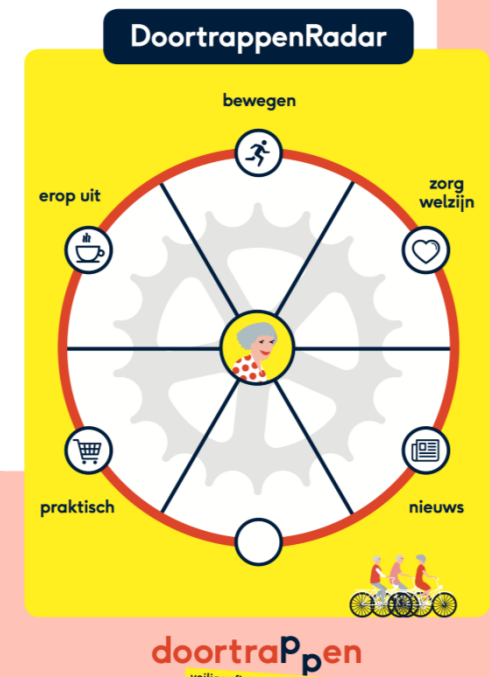 DoortrappenRadar
bewegen
erop uit
zorg
welzijn
praktisch
nieuws
doortrappen